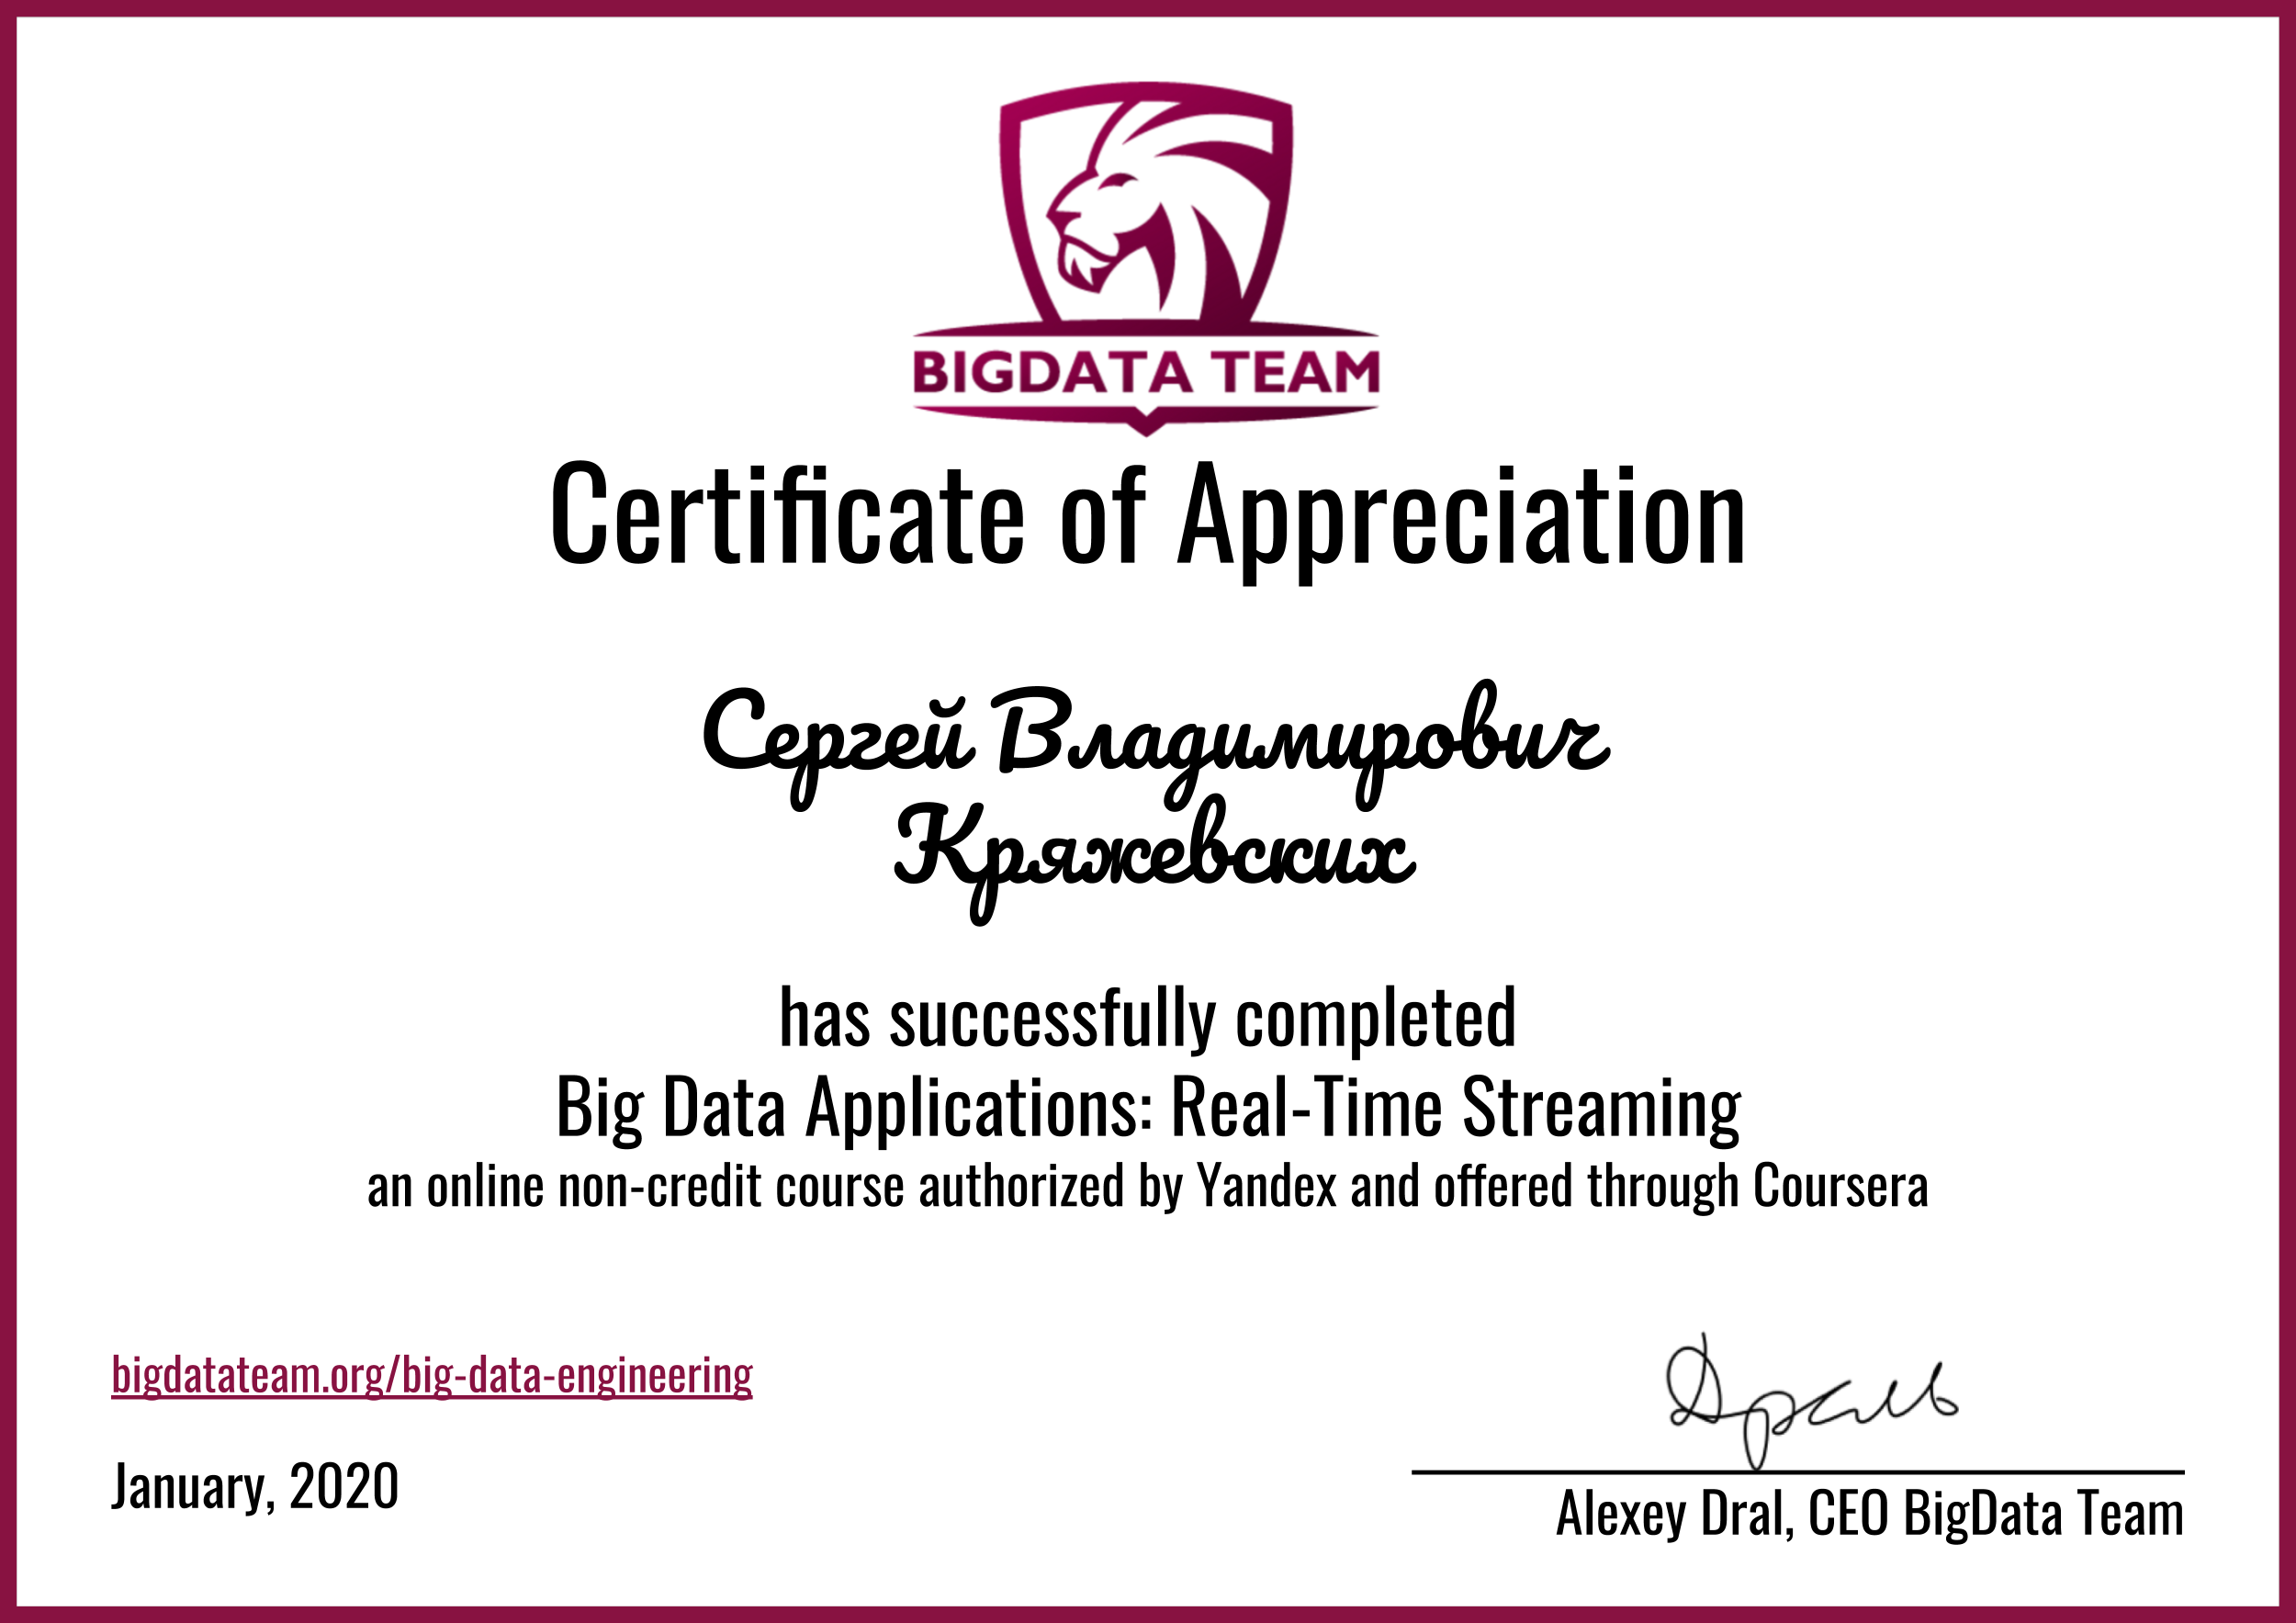 BIGDATA TEAM
Certificate of Appreciation
Сергей Владимирович
Кряжевских
has successfully completed
Big Data Applications: Real-Time Streaming
an online non-credit course authorized by Yandex and offered through Coursera
bigdatateam.org/big-data-engineering
January, 2020
Alexey Dral, CEO BigData Team